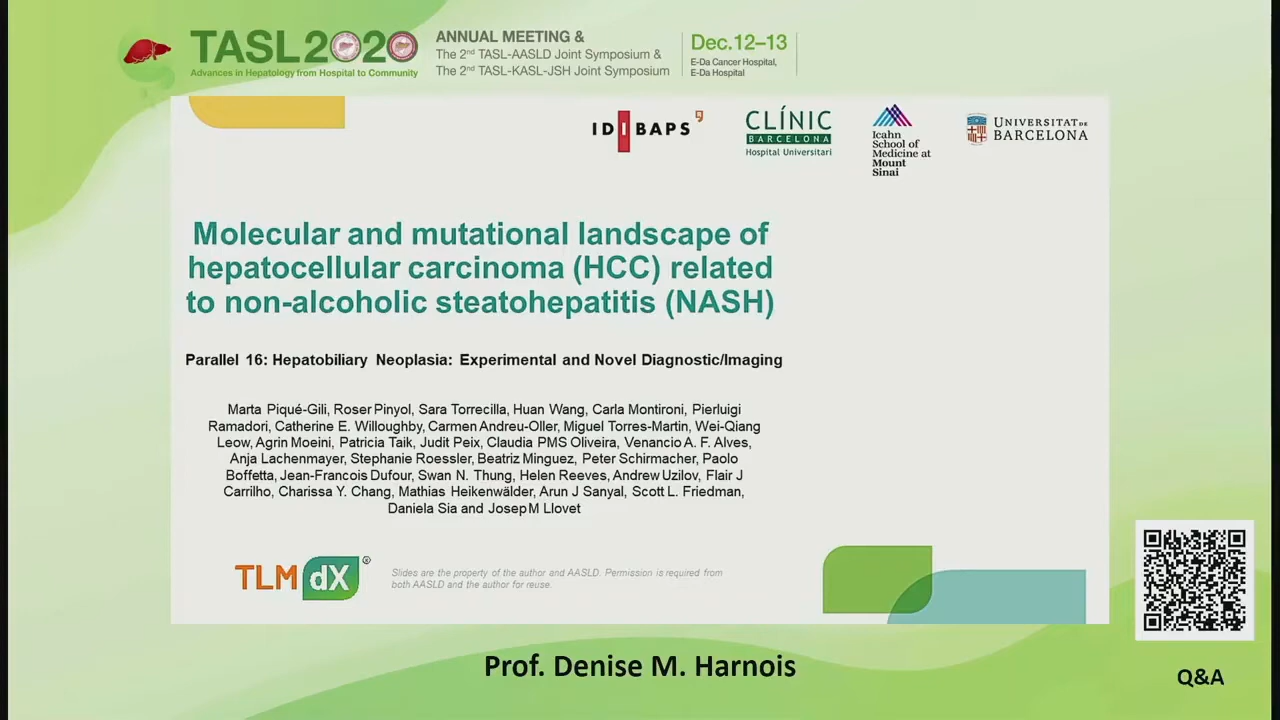 TASL2020
Advances in Hepatology from Hospital to Community
ANNUAL MEETING &
The 2nd TASL-AASLD Joint Symposium &
The 2nd TASL-KASL-JSH Joint Symposium
Dec.12–13
E-Da Cancer Hospital,
E-Da Hospital
IDIBAPS
CLÍNIC
BARCELONA
Hospital Universitari
Icahn
School of
Medicine at
Mount
Sinai
UNIVERSITAT DE
BARCELONA
Molecular and mutational landscape of
hepatocellular carcinoma (HCC) related
to non-alcoholic steatohepatitis (NASH)
Parallel 16: Hepatobiliary Neoplasia: Experimental and Novel Diagnostic/Imaging
Marta Piqué-Gili, Roser Pinyol, Sara Torrecilla, Huan Wang, Carla Montironi, Pierluigi
Ramadori, Catherine E. Willoughby, Carmen Andreu-Oller, Miguel Torres-Martin, Wei-Qiang
Leow, Agrin Moeini, Patricia Taik, Judit Peix, Claudia PMS Oliveira, Venancio A. F. Alves,
Anja Lachenmayer, Stephanie Roessler, Beatriz Minguez, Peter Schirmacher, Paolo
Boffetta, Jean-Francois Dufour, Swan N. Thung, Helen Reeves, Andrew Uzilov, Flair J
Carrilho, Charissa Y. Chang, Mathias Heikenwälder, Arun J Sanyal, Scott L. Friedman,
Daniela Sia and Josep M Llovet
TLMdX®
Slides are the property of the author and AASLD. Permission is required from
both AASLD and the author for reuse.
Prof. Denise M. Harnois
Q&A